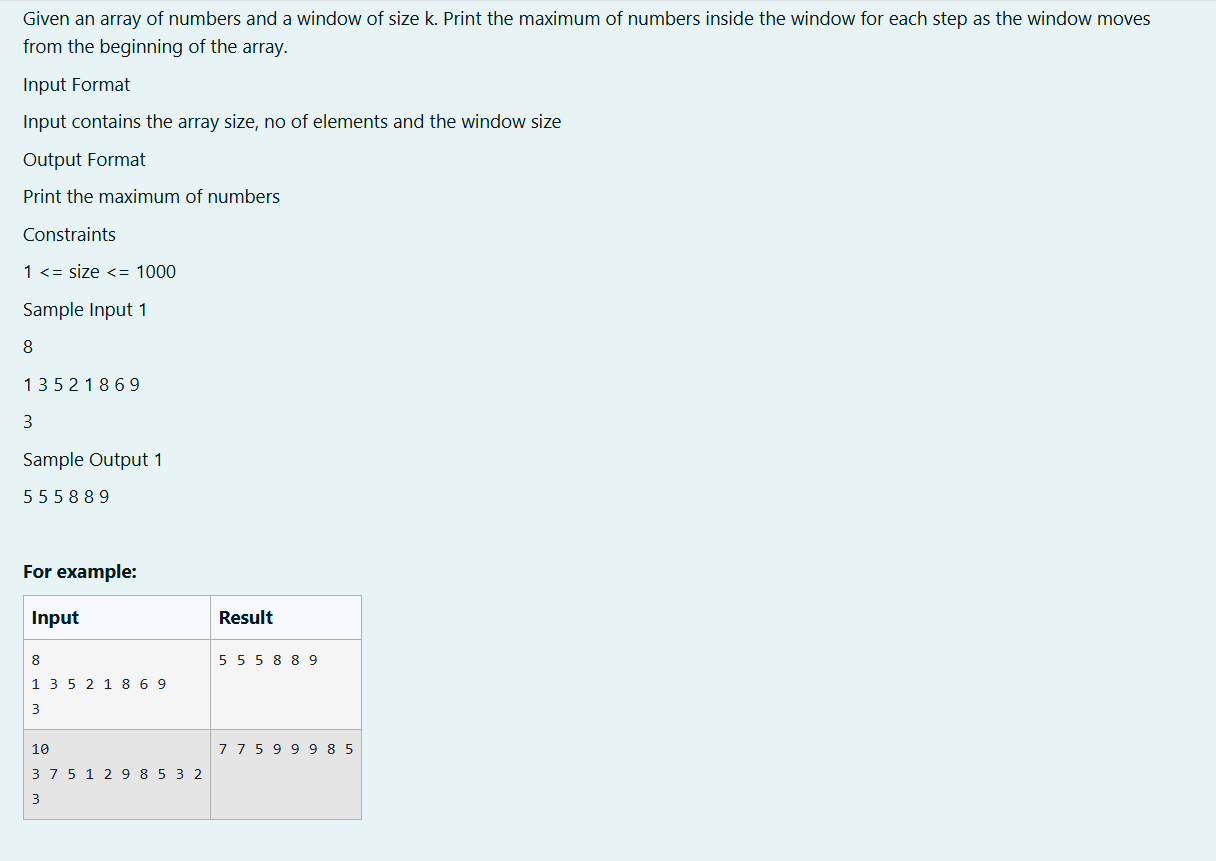 Given an array of numbers and a window of size k. Print the maximum of numbers inside the window for each step as the window moves
from the beginning of the array.
Input Format
Input contains the array size, no of elements and the window size
Output Format
Print the maximum of numbers
Constraints
1 <= size <= 1000
Sample Input 1
8
1 3 5 2 1 8 6 9
3
Sample Output 1
5 5 5 8 8 9
For example:
Input Result
8 5 5 5 8 8 9
1 3 5 2 1 8 6 9
3
10 7 7 5 9 9 9 8 5
3 7 5 1 2 9 8 5 3 2
3